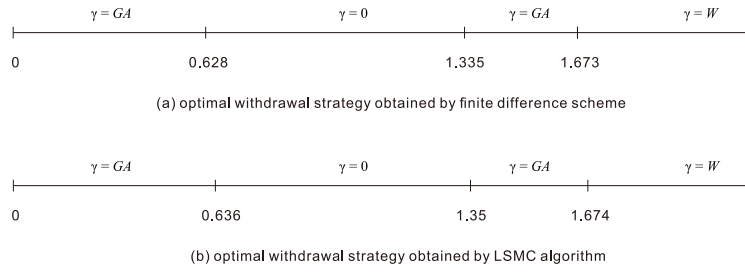 γ = GA γ = 0 γ = GA γ = W
0 0.628 1.335 1.673
(a) optimal withdrawal strategy obtained by finite difference scheme
γ = GA γ = 0 γ = GA γ = W
0 0.636 1.35 1.674
(b) optimal withdrawal strategy obtained by LSMC algorithm